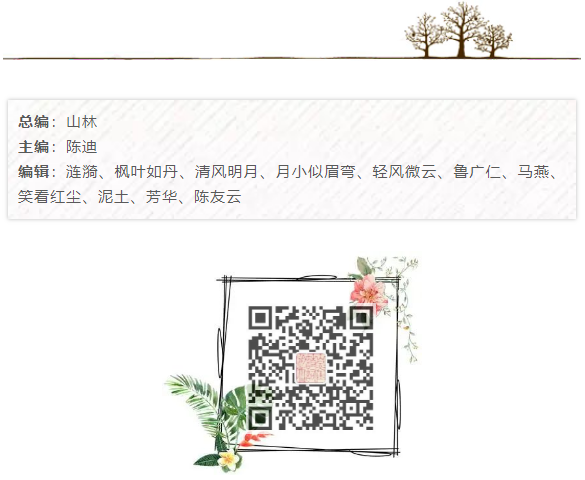 总编：山林
主编：陈迪
编辑：涟漪、枫叶如丹、清风明月、月小似眉弯、轻风微云、鲁广仁、马燕、
笑看红尘、泥土、芳华、陈友云